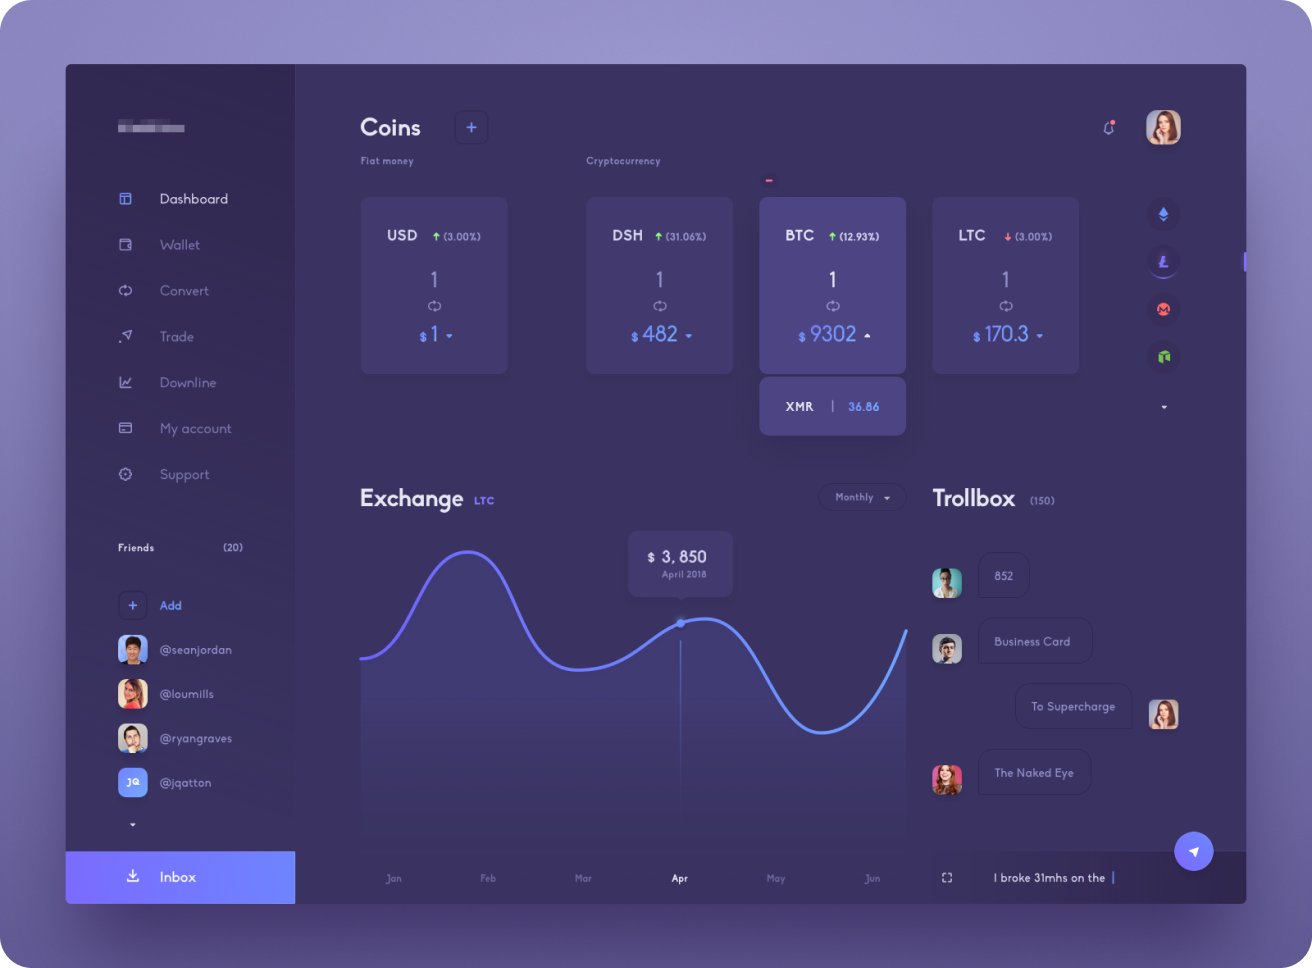 Dashboard
Wallet
Convert
Trade
Downline
My account
Support
Friends (20)
+ Add
@seanjordan
@loumills
@ryangraves
JQ @jqatton
Inbox
Coins +
Fiat money
Cryptocurrency
USD ↑ (3.00%)
1
$ 1
DSH ↑ (31.06%)
1
$ 482
BTC ↑ (12.93%)
1
$ 9302
XMR | 36.86
LTC ↓ (3.00%)
1
$ 170.3
Exchange LTC
Monthly
$ 3, 850
April 2018
Jan Feb Mar Apr May Jun
Trollbox (150)
852
Business Card
To Supercharge
The Naked Eye
I broke 31mhs on the